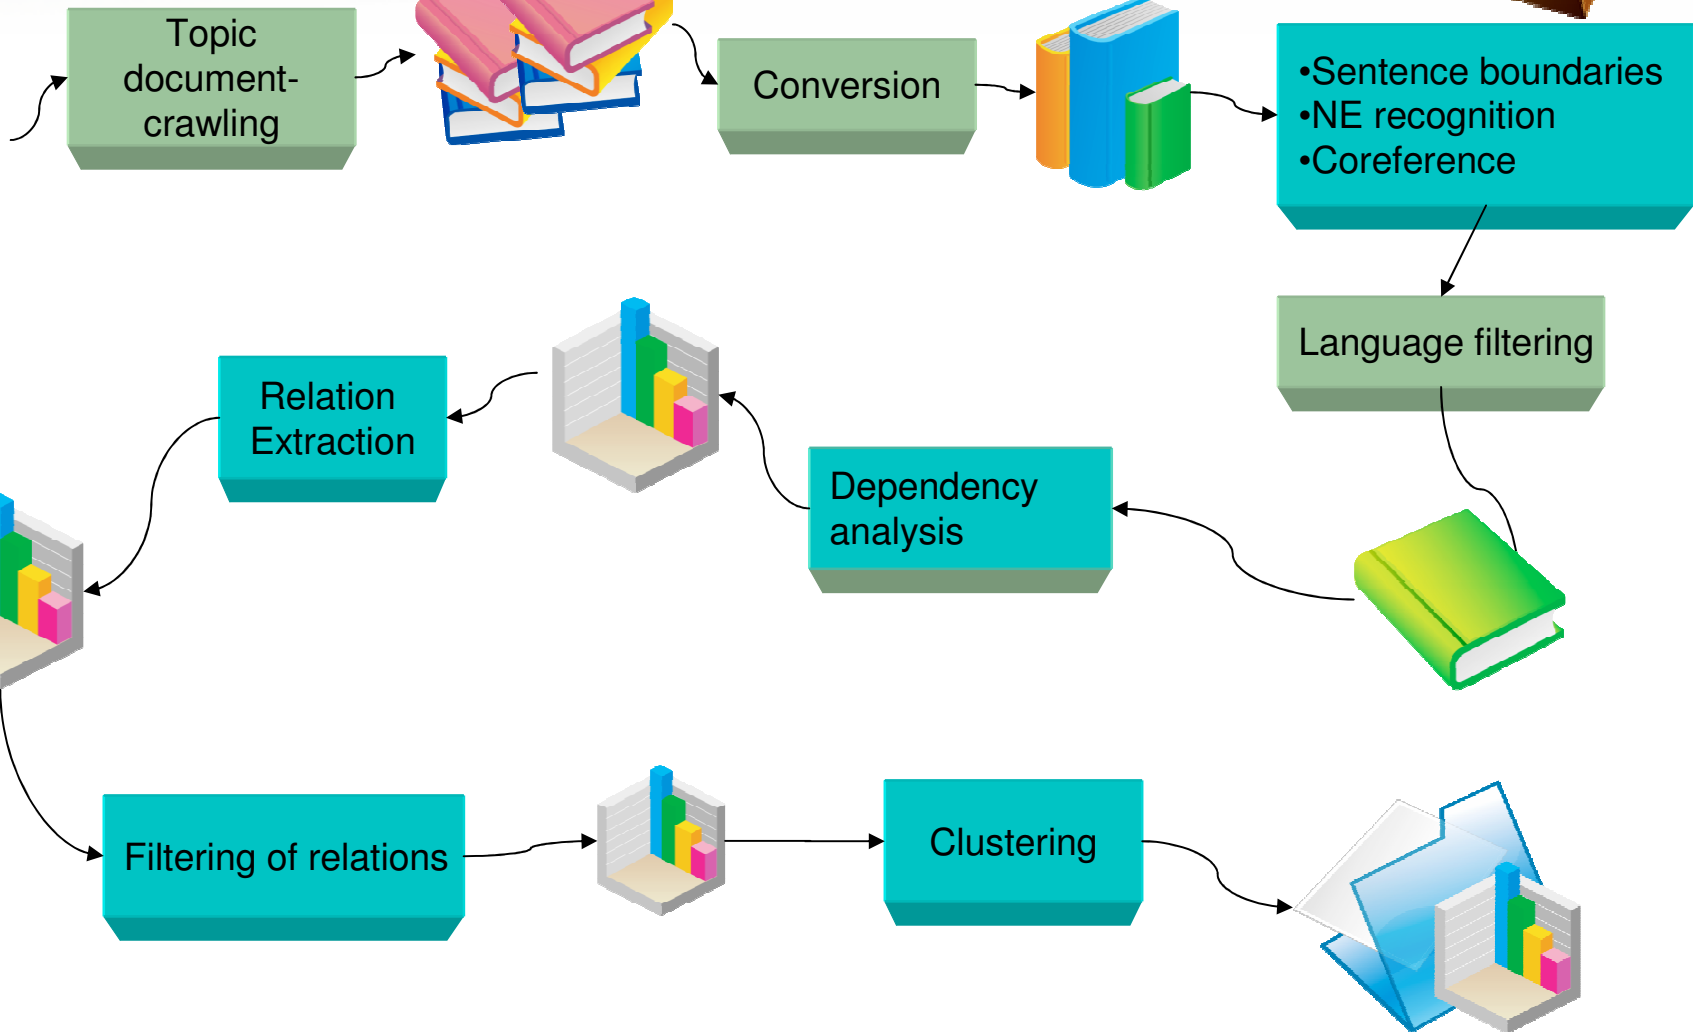 Topic
document-
crawling
Conversion
•Sentence boundaries
•NE recognition
•Coreference
Language filtering
Relation
Extraction
Dependency
analysis
Filtering of relations
Clustering